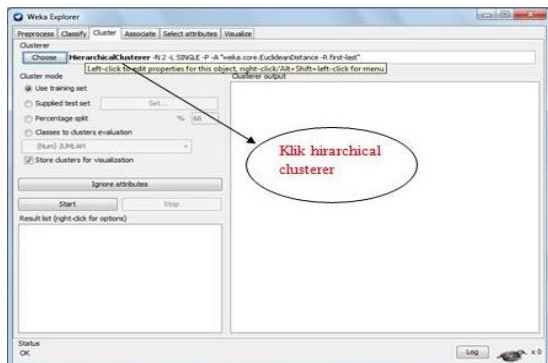 Weka Explorer
Preprocess Classify Cluster Associate Select attributes Visualize
Clusterer
Choose HierarchicalClusterer -N 2 -L SINGLE -P -A "weka.core.EuclideanDistance -R first-last"
Left-click to edit properties for this object, right-click/Alt+Shift+left-click for menu
Cluster mode
Clusterer output
Use training set
Supplied test set Set...
Percentage split % 66
Classes to clusters evaluation
(Num) JUMLAH
Store clusters for visualization
Ignore attributes
Start Stop
Result list (right-click for options)
Klik hirarchical
clusterer
Status
OK
Log x 0